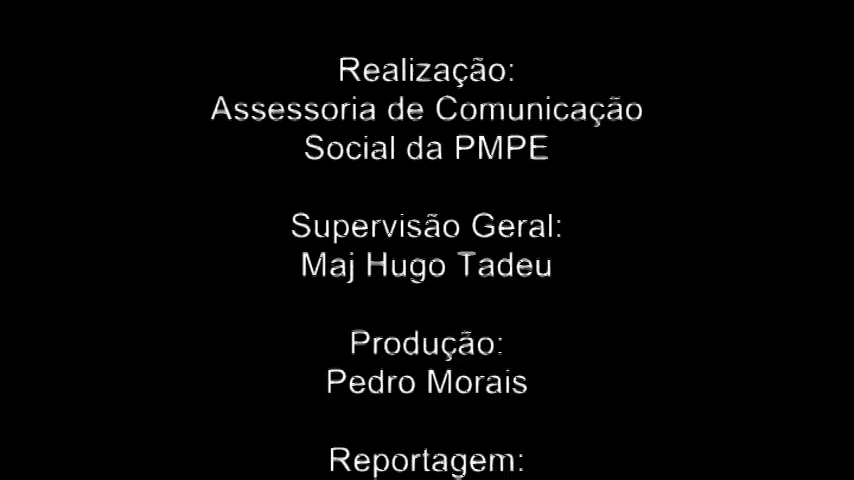 Realização:
Assessoria de Comunicação
Social da PMPE
Supervisão Geral:
Maj Hugo Tadeu
Produção:
Pedro Morais
Reportagem: